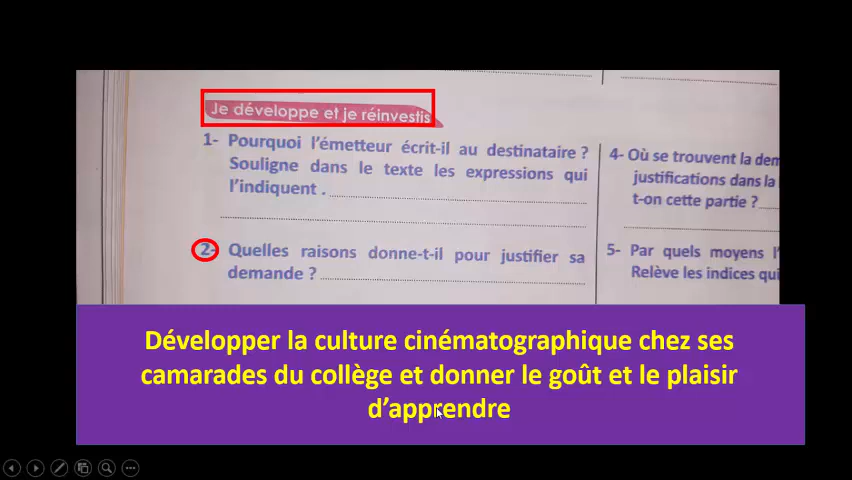 Je développe et je réinvestis
1- Pourquoi l'émetteur écrit-il au destinataire ?
Souligne dans le texte les expressions qui
l'indiquent .
2- Quelles raisons donne-t-il pour justifier sa
demande ?
4- Où se trouvent la dem
justifications dans la
t-on cette partie ?
5- Par quels moyens l'
Relève les indices qui
Développer la culture cinématographique chez ses
camarades du collège et donner le goût et le plaisir
d'apprendre